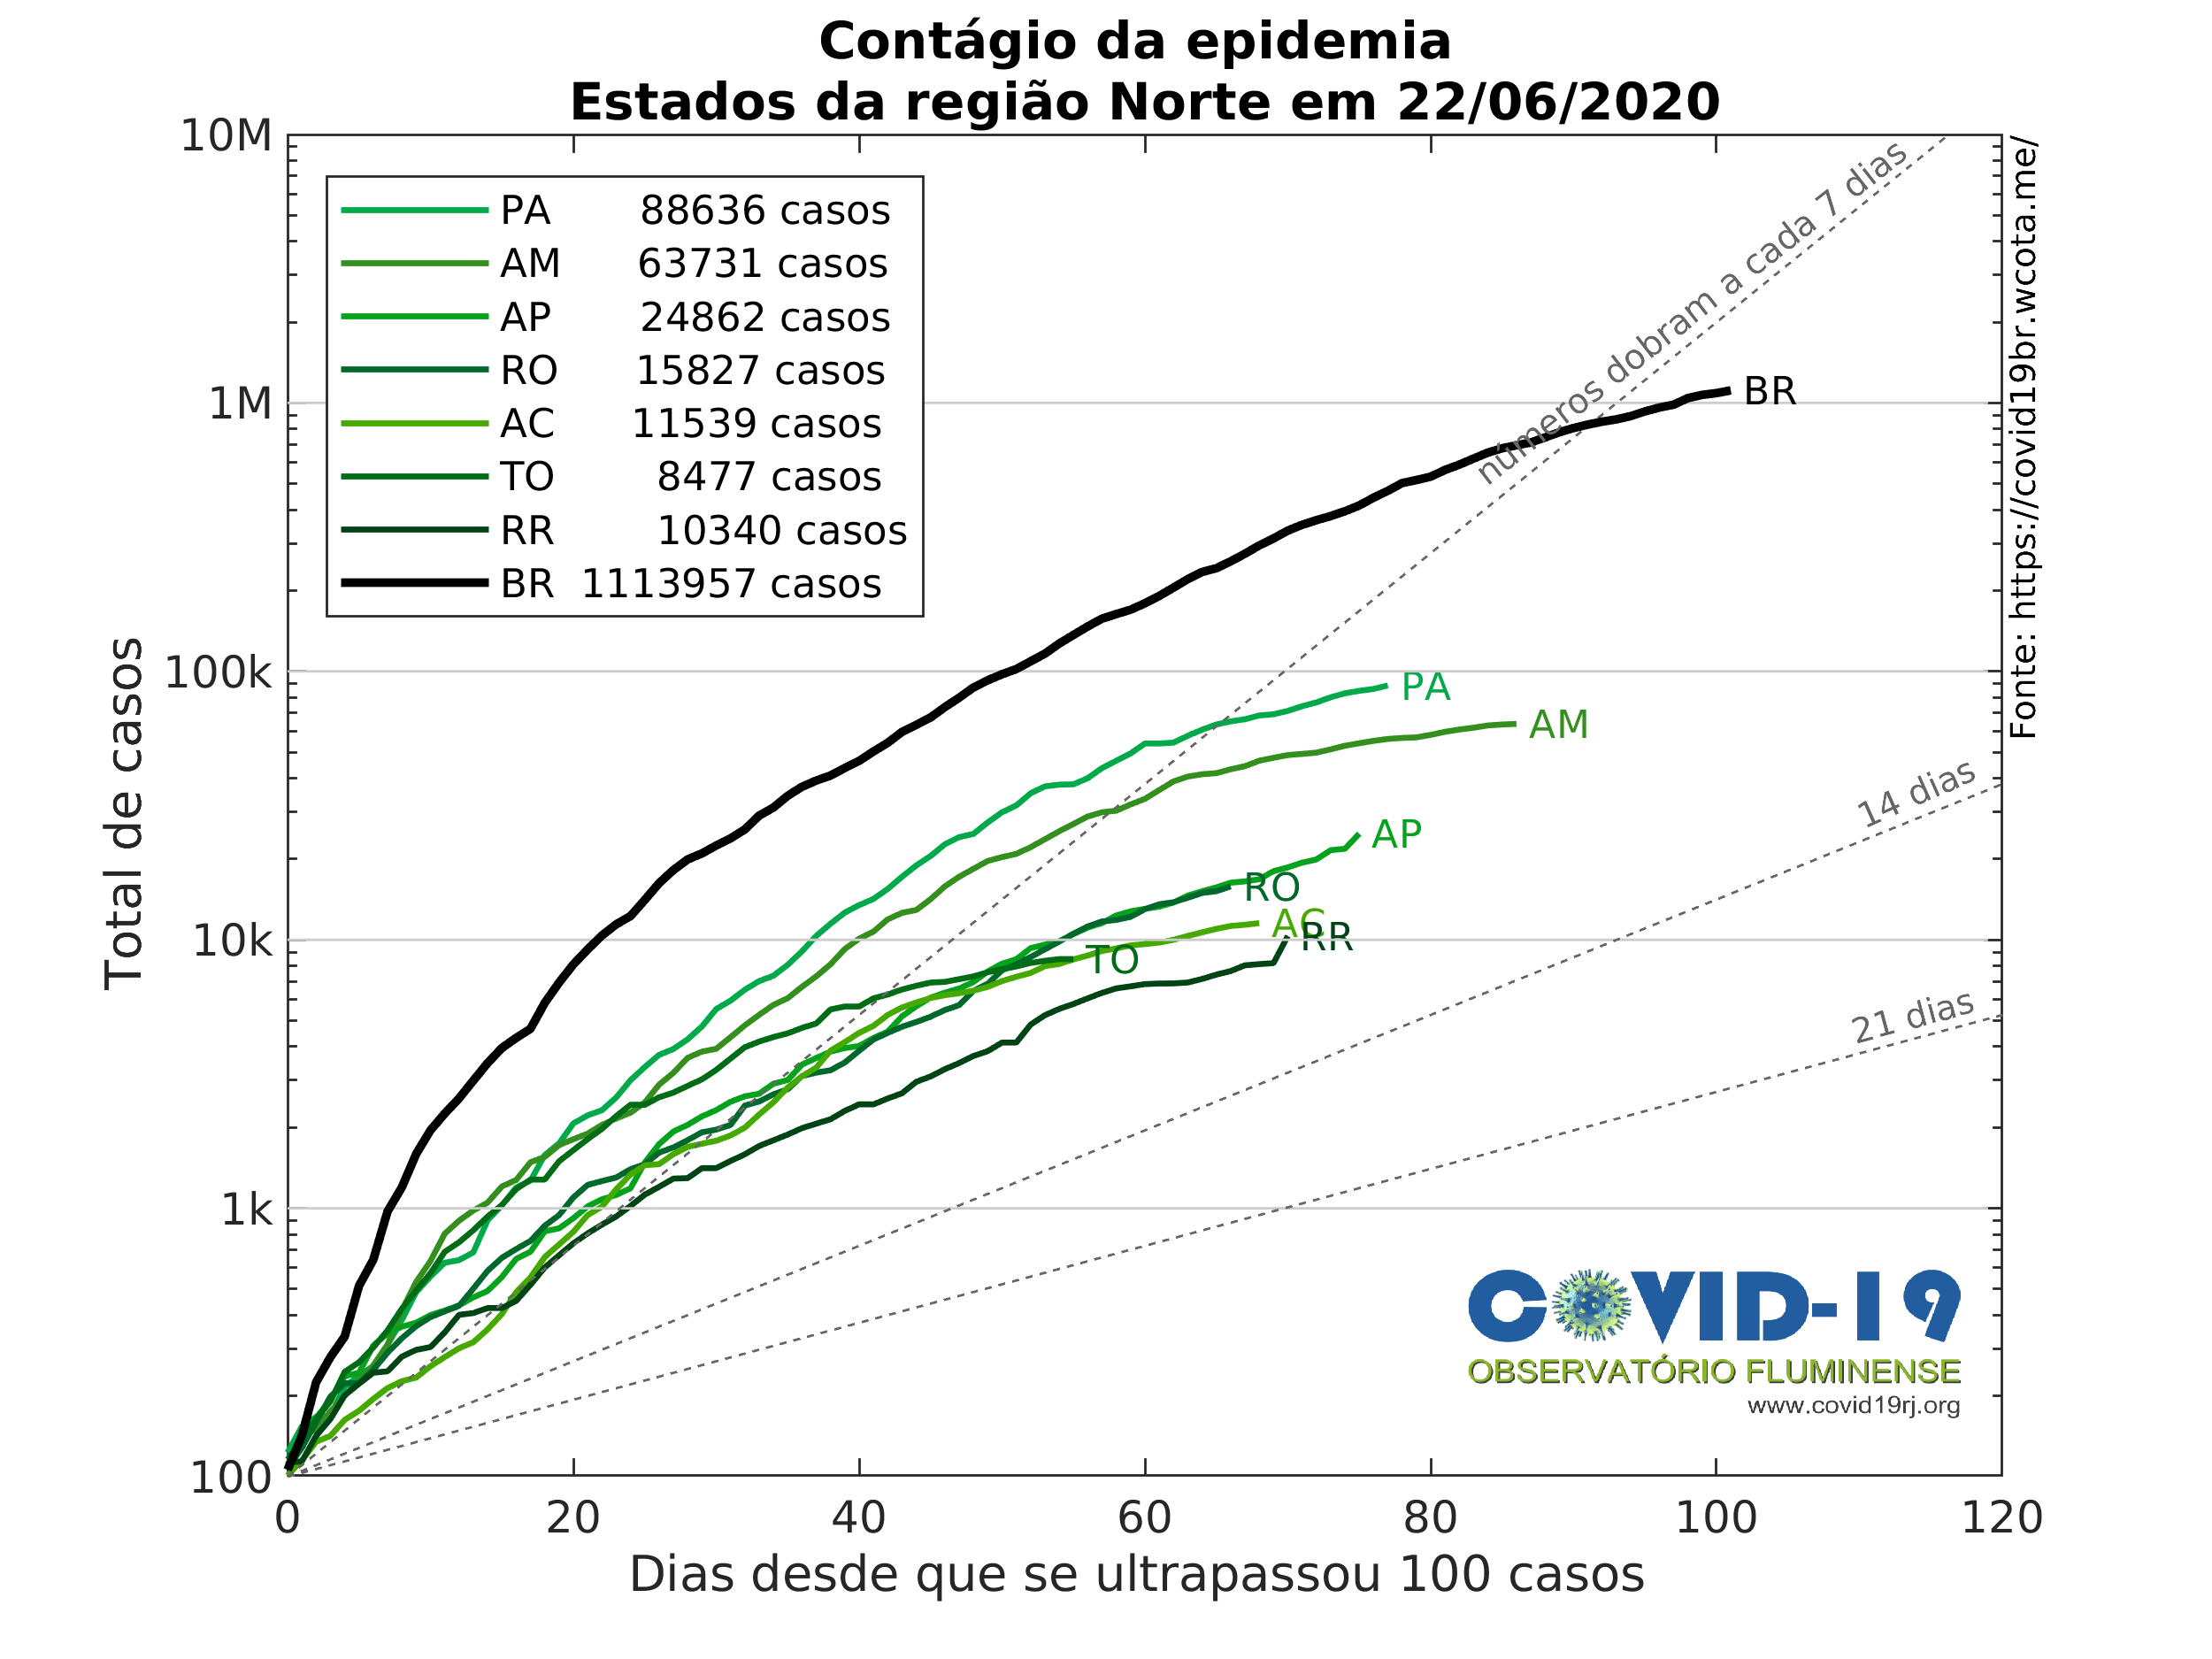 Contágio da epidemia
Estados da região Norte em 22/06/2020
10M
1M
100k
10k
1k
100
Total de casos
PA 88636 casos
AM 63731 casos
AP 24862 casos
RO 15827 casos
AC 11539 casos
TO 8477 casos
RR 10340 casos
BR 1113957 casos
números dobram a cada 7 dias
BR
PA
AM
14 dias
AP
RO
AC
RR
TO
21 dias
Fonte: https://covid19br.wcota.me/
COVID-19
OBSERVATÓRIO FLUMINENSE
www.covid19rj.org
0 20 40 60 80 100 120
Dias desde que se ultrapassou 100 casos